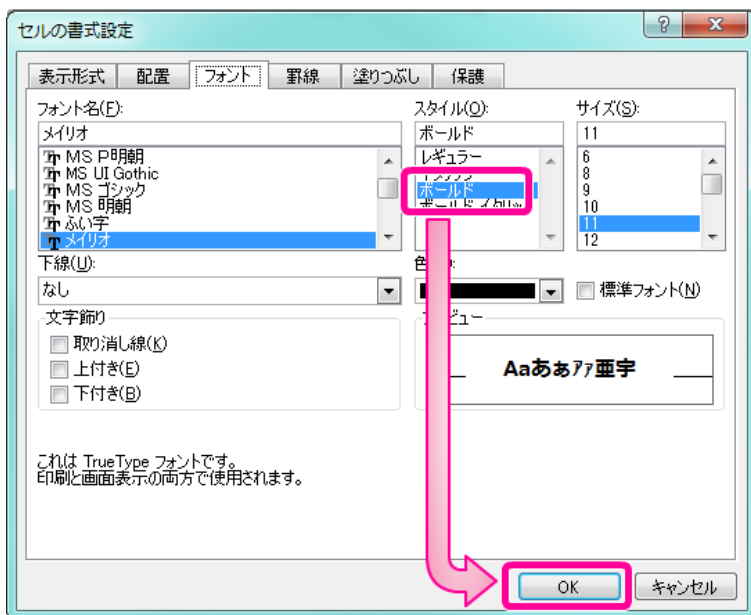 セルの書式設定
表示形式 配置 フォント 罫線 塗りつぶし 保護
フォント名(F): スタイル(O): サイズ(S):
メイリオ ボールド 11
MS P明朝
MS UI Gothic
MS ゴシック
MS 明朝
ふい字
メイリオ
レギュラー
ボールド
6
8
9
10
11
12
下線(U):
なし
標準フォント(N)
文字飾り
取り消し線(K)
上付き(E)
下付き(B)
Aaあぁアァ亜宇
これは TrueType フォントです。
印刷と画面表示の両方で使用されます。
OK キャンセル